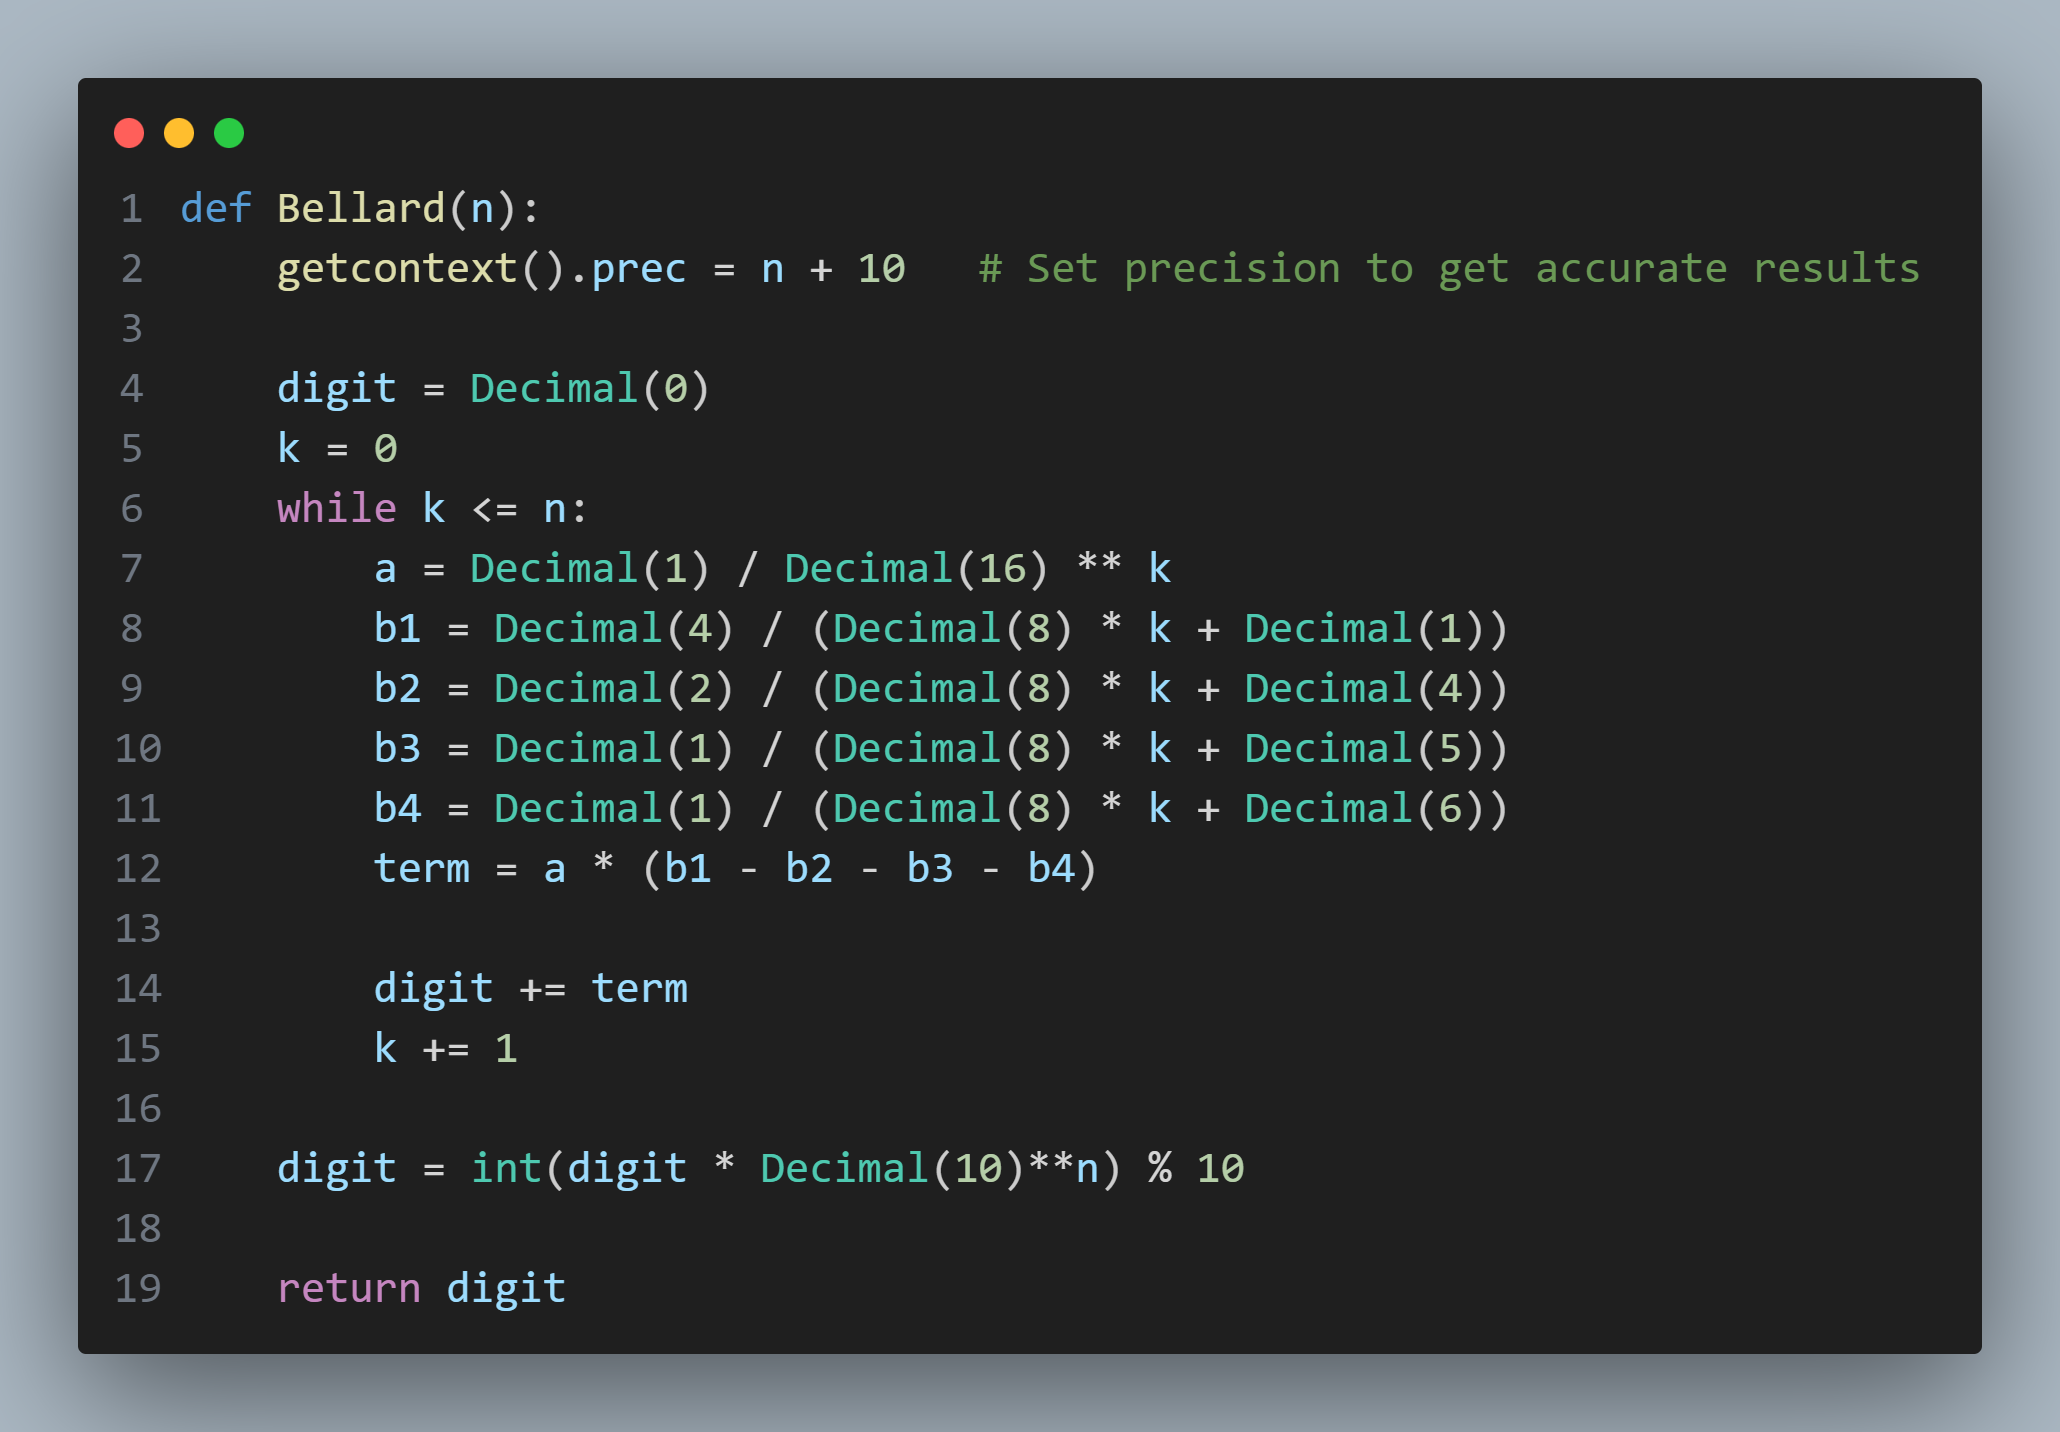 1 def Bellard(n):
2     getcontext().prec = n + 10   # Set precision to get accurate results
3
4     digit = Decimal(0)
5     k = 0
6     while k <= n:
7         a = Decimal(1) / Decimal(16) ** k
8         b1 = Decimal(4) / (Decimal(8) * k + Decimal(1))
9         b2 = Decimal(2) / (Decimal(8) * k + Decimal(4))
10         b3 = Decimal(1) / (Decimal(8) * k + Decimal(5))
11         b4 = Decimal(1) / (Decimal(8) * k + Decimal(6))
12         term = a * (b1 - b2 - b3 - b4)
13
14         digit += term
15         k += 1
16
17     digit = int(digit * Decimal(10)**n) % 10
18
19     return digit